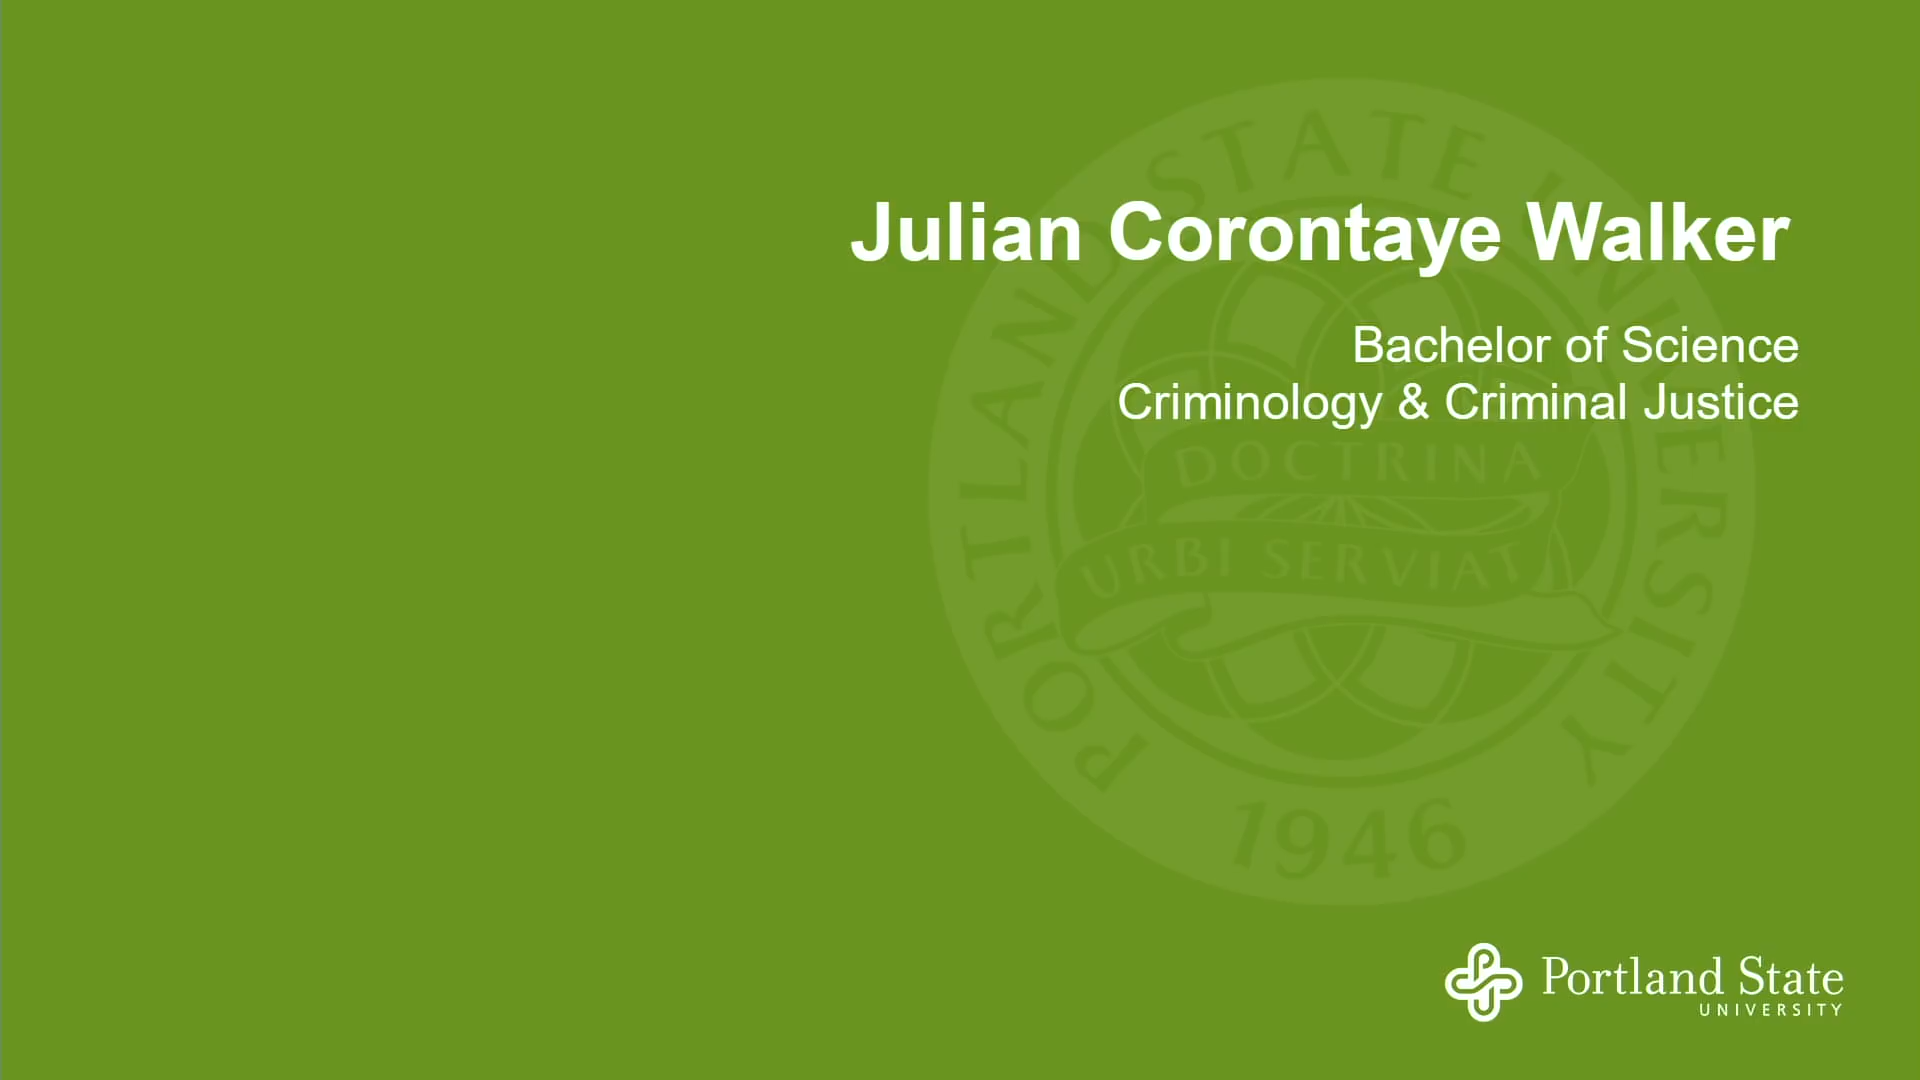 Julian Corontaye Walker
Bachelor of Science
Criminology & Criminal Justice
PORTLAND STATE UNIVERSITY
DOCTRINA
URBI SERVIAT
1946
Portland State
UNIVERSITY